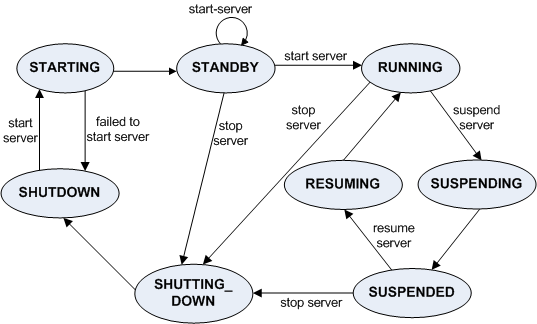 start-server
STARTING
STANDBY
start server
RUNNING
start
server
failed to
start server
stop
server
stop
server
suspend
server
SHUTDOWN
RESUMING
SUSPENDING
resume
server
SHUTTING_
DOWN
stop server
SUSPENDED